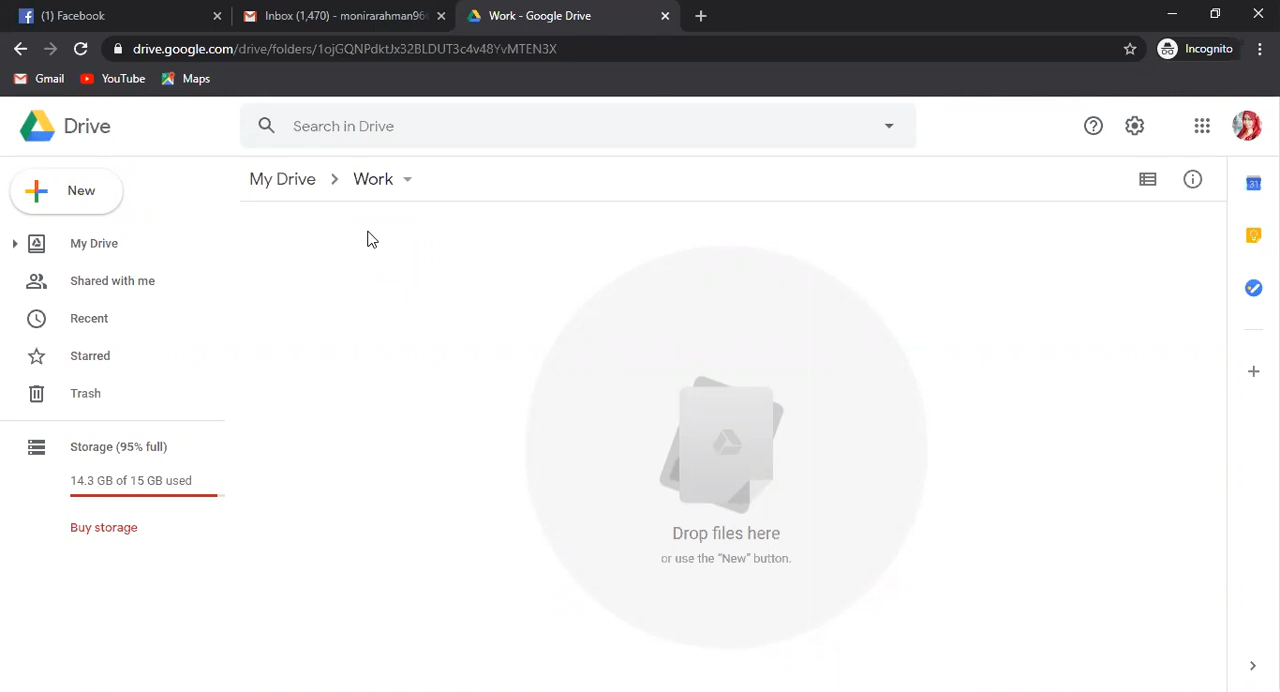 (1) Facebook
Inbox (1,470) - monirarahman96
Work - Google Drive
drive.google.com/drive/folders/1ojGQNPdktJx32BLDUT3c4v48YvMTEN3X
Incognito
Gmail
YouTube
Maps
Drive
Search in Drive
New
My Drive > Work
My Drive
Shared with me
Recent
Starred
Trash
Storage (95% full)
14.3 GB of 15 GB used
Buy storage
Drop files here
or use the “New” button.
31